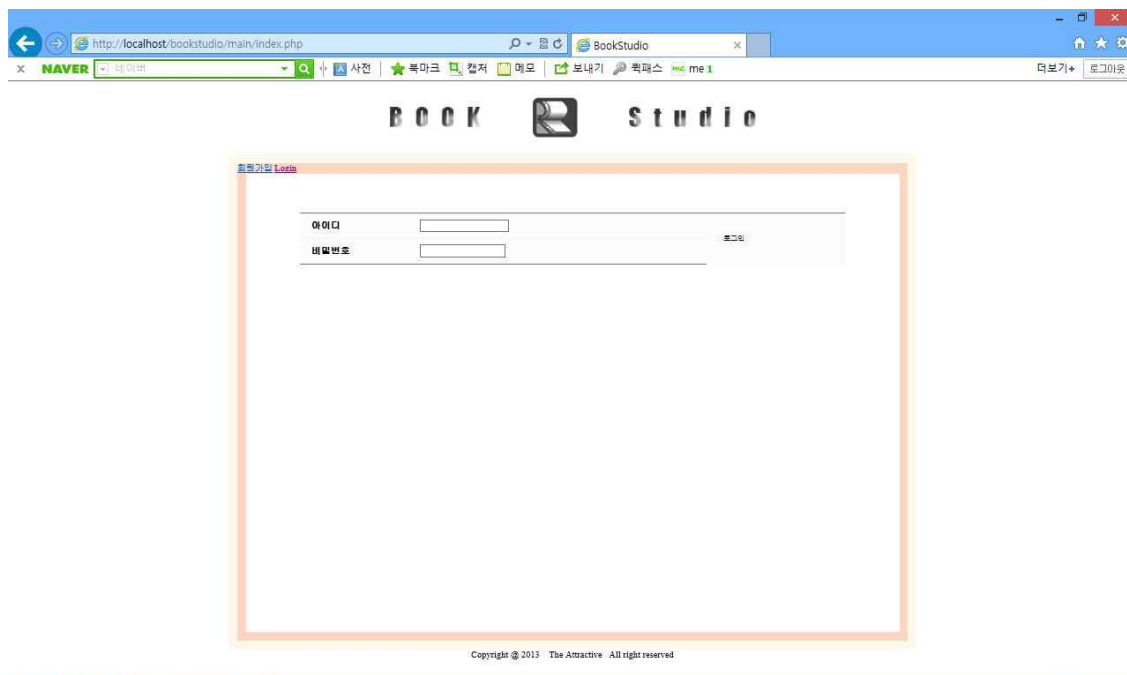 http://localhost/bookstudio/main/index.php BookStudio
x NAVER 네이버 사전 북마크 캡처 메모 보내기 퀵패스 me 1 더보기+ 로그아웃
BOOK Studio
회원가입 Login
아이디
로그인
비밀번호
Copyright @ 2013 The Attractive All right reserved